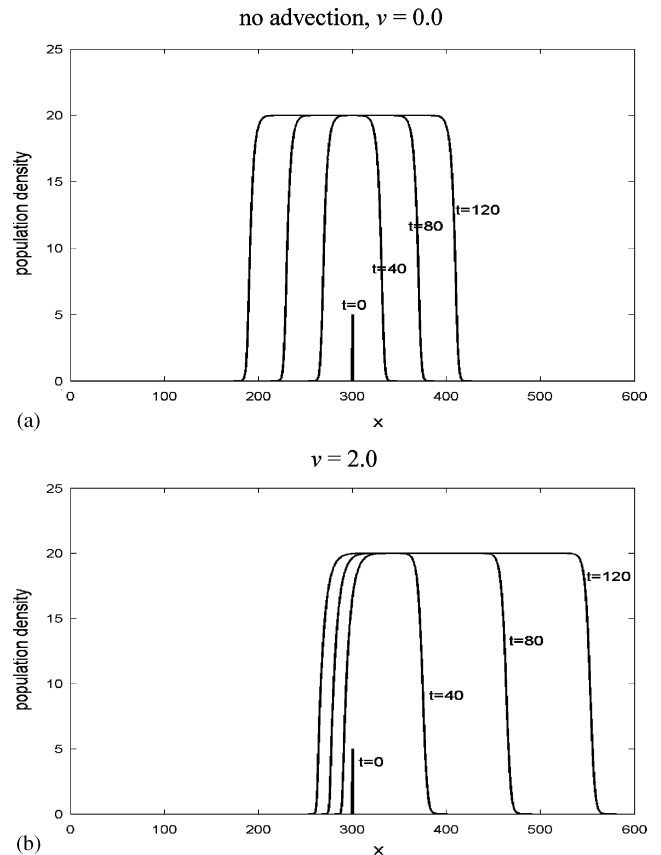 no advection, v = 0.0
25
20
15
10
5
0
population density
t=120
t=80
t=40
t=0
0 100 200 300 400 500 600
x
(a)
v = 2.0
25
20
15
10
5
0
population density
t=120
t=80
t=40
t=0
0 100 200 300 400 500 600
x
(b)